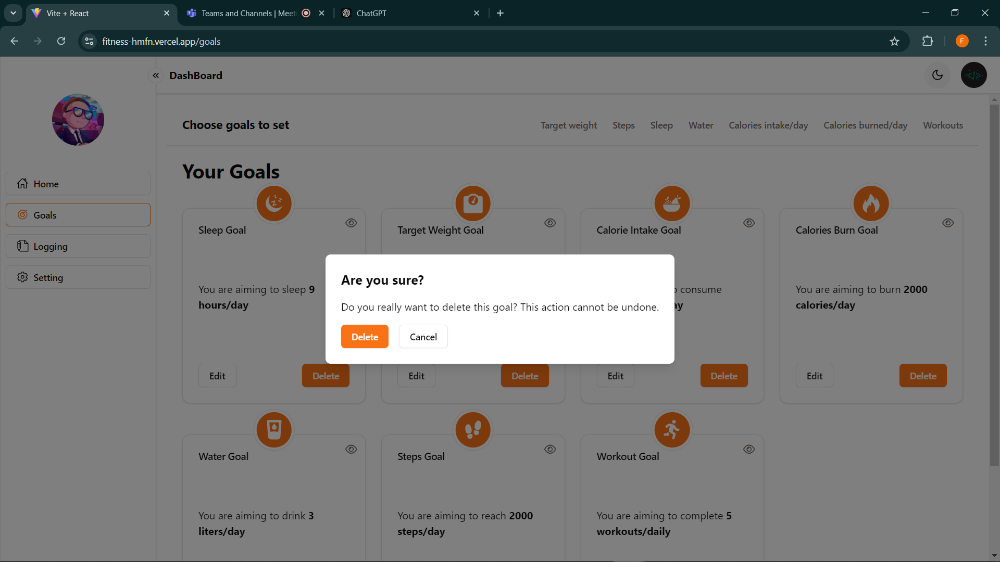 Vite + React
Teams and Channels | Meeti
ChatGPT
fitness-hmfn.vercel.app/goals
F
DashBoard
</>
Choose goals to set
Target weight
Steps
Sleep
Water
Calories intake/day
Calories burned/day
Workouts
Home
Goals
Logging
Setting
Your Goals
Sleep Goal
You are aiming to sleep 9
hours/day
Edit
Delete
Target Weight Goal
Edit
Delete
Calorie Intake Goal
consume
Edit
Delete
Calories Burn Goal
You are aiming to burn 2000
calories/day
Edit
Delete
Are you sure?
Do you really want to delete this goal? This action cannot be undone.
Delete
Cancel
Water Goal
You are aiming to drink 3
liters/day
Steps Goal
You are aiming to reach 2000
steps/day
Workout Goal
You are aiming to complete 5
workouts/daily